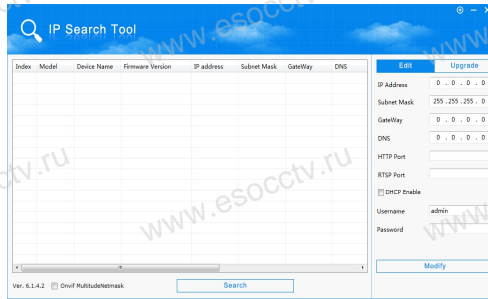 IP Search Tool
Index Model Device Name Firmware Version IP address Subnet Mask GateWay DNS
Edit Upgrade
IP Address 0 . 0 . 0 . 0
Subnet Mask 255 . 255 . 255 . 0
GateWay 0 . 0 . 0 . 0
DNS 0 . 0 . 0 . 0
HTTP Port
RTSP Port
DHCP Enable
Username admin
Password
Modify
Ver. 6.1.4.2 Onvif MultitudeNetmask Search
www.esocctv.ru
www.esocctv.ru
ctv.ru
www
www